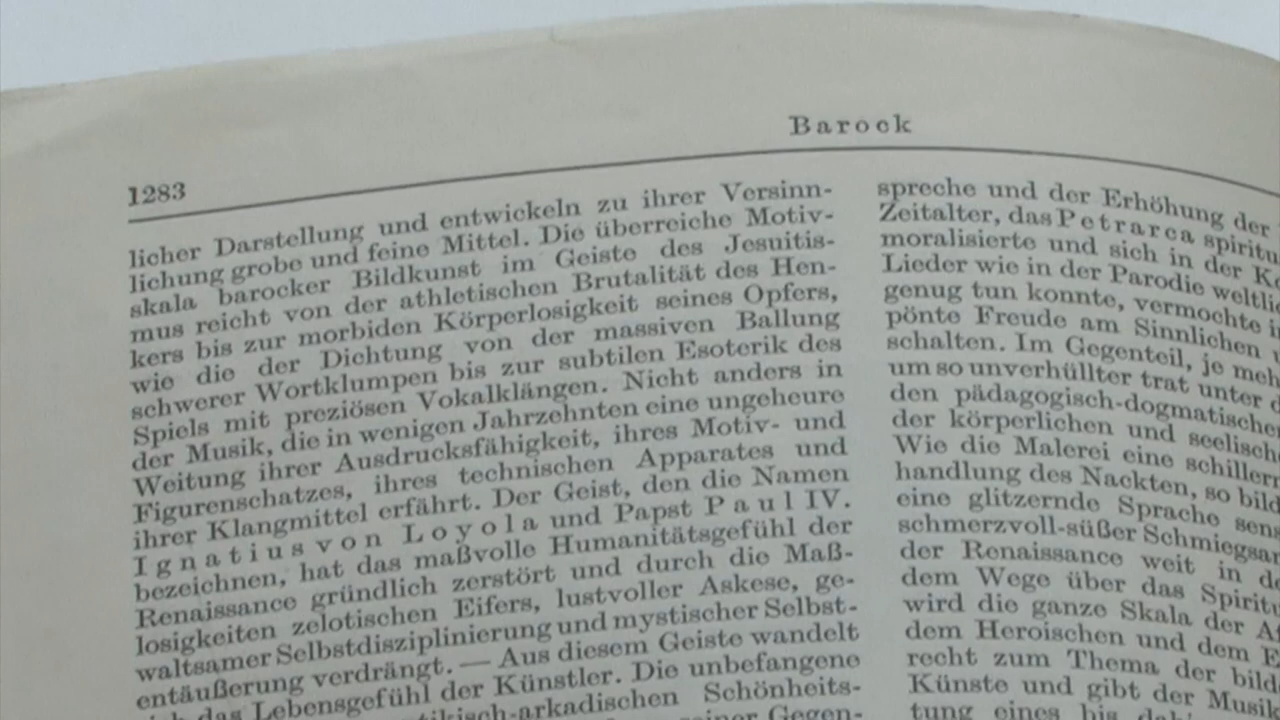 Barock
1283
licher Darstellung und entwickeln zu ihrer Versinn-
lichung grobe und feine Mittel. Die überreiche Motiv-
skala barocker Bildkunst im Geiste des Jesuitis-
mus reicht von der athletischen Brutalität des Hen-
kers bis zur morbiden Körperlosigkeit seines Opfers,
wie die der Dichtung von der massiven Ballung
schwerer Wortklumpen bis zur subtilen Esoterik des
Spiels mit preziösen Vokalklängen. Nicht anders in
der Musik, die in wenigen Jahrzehnten eine ungeheure
Weitung ihrer Ausdrucksfähigkeit, ihres Motiv- und
Figurenschatzes, ihres technischen Apparates und
ihrer Klangmittel erfährt. Der Geist, den die Namen
Ignatius von Loyola und Papst Paul IV.
bezeichnen, hat das maßvolle Humanitätsgefühl der
Renaissance gründlich zerstört und durch die Maß-
losigkeiten zelotischen Eifers, lustvoller Askese, ge-
waltsamer Selbstdisziplinierung und mystischer Selbst-
entäußerung verdrängt. — Aus diesem Geiste wandelt
das Lebensgefühl der Künstler. Die unbefangene
-arkadischen Schönheits-
Gegen-
spreche und der Erhöhung der
Zeitalter, das Petrarca spiritu
moralisierte und sich in der
Lieder wie in der Parodie weltli
genug tun konnte, vermochte
pönte Freude am Sinnlichen
schalten. Im Gegenteil, je meh
um so unverhüllter trat unter
den pädagogisch-dogmatische
der körperlichen und seelisch
Wie die Malerei eine schiller
handlung des Nackten, so bild
eine glitzernde Sprache sens
schmerzvoll-süßer Schmiegsa
der Renaissance weit in
dem Wege über das Spirit
wird die ganze Skala der
dem Heroischen und dem
recht zum Thema der bild
Künste und gibt der Musik
tung eines bis